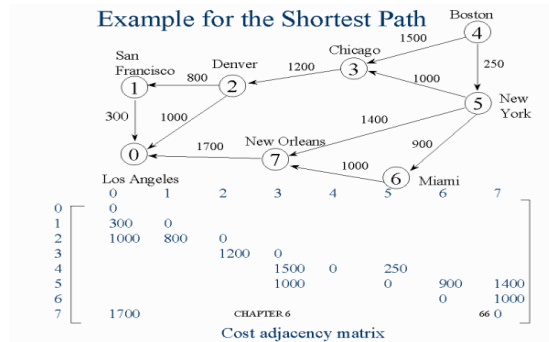 Example for the Shortest Path
Boston
4
1500
Chicago
San
Francisco
Denver
3
1200
250
1000
800
2
1
5
New
York
300
1000
1400
900
1700
New Orleans
0
7
1000
6
Miami
Los Angeles
0 1 2 3 4 5 6 7
0 0
1 300 0
2 1000 800 0
3 1200 0
4 1500 0 250
5 1000 0 900 1400
6 0 1000
7 1700 0
CHAPTER 6 66
Cost adjacency matrix